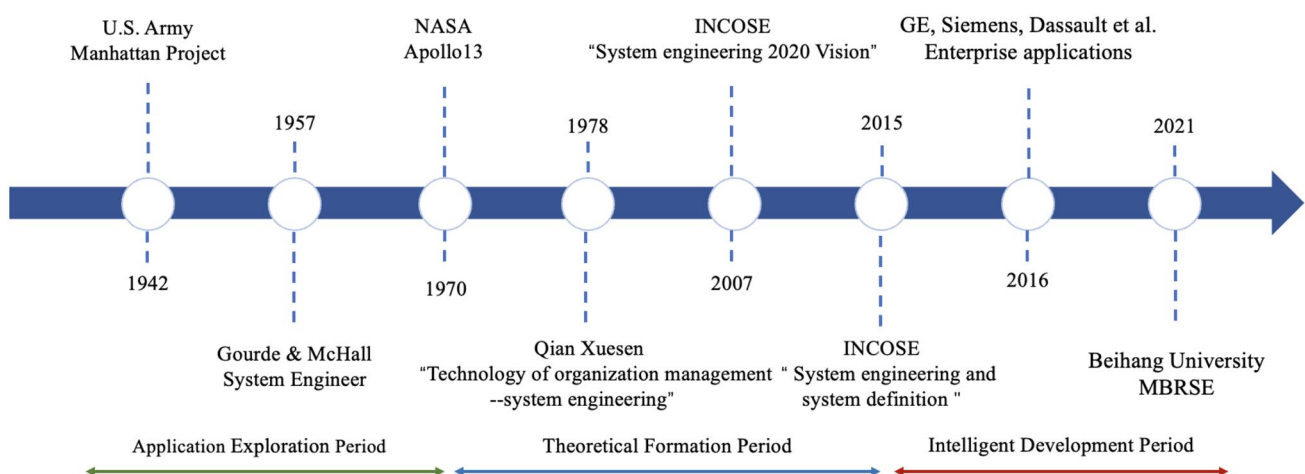 U.S. Army
Manhattan Project
NASA
Apollo13
INCOSE
“System engineering 2020 Vision”
GE, Siemens, Dassault et al.
Enterprise applications
1957
1978
2015
2021
1942
1970
2007
2016
Gourde & McHall
System Engineer
Qian Xuesen
“Technology of organization management
--system engineering”
INCOSE
“ System engineering and
system definition "
Beihang University
MBRSE
Application Exploration Period
Theoretical Formation Period
Intelligent Development Period